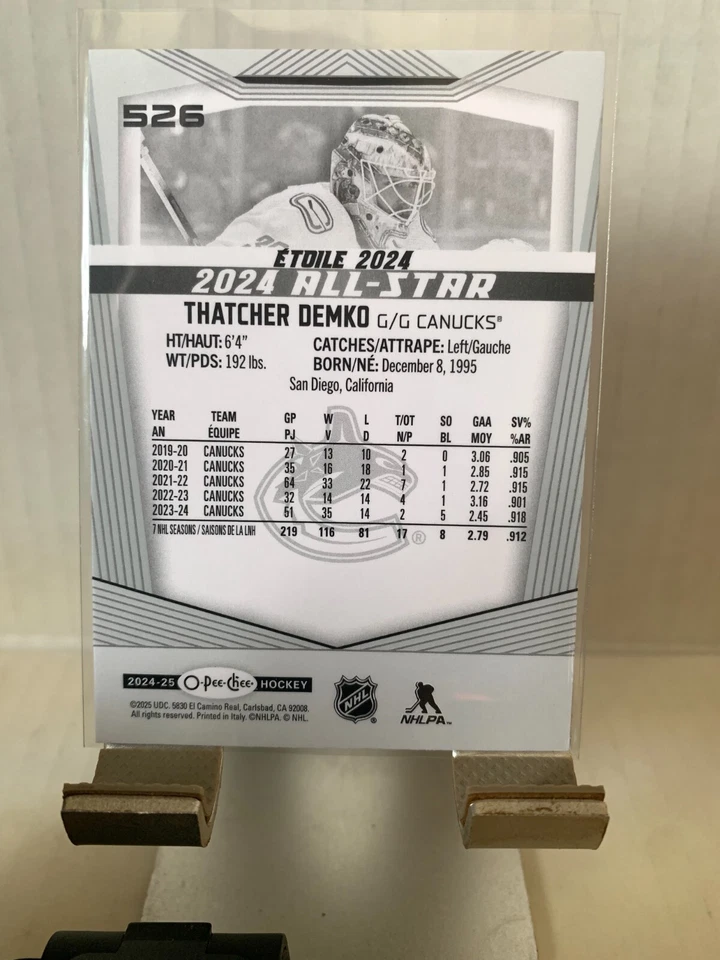 526
ÉTOILE 2024
2024 ALL-STAR
THATCHER DEMKO G/G CANUCKS®
HT/HAUT: 6'4" CATCHES/ATTRAPE: Left/Gauche
WT/PDS: 192 lbs. BORN/NÉ: December 8, 1995
San Diego, California
YEAR TEAM GP W L T/OT SO GAA SV%
AN ÉQUIPE PJ V D N/P BL MOY %AR
2019-20 CANUCKS 27 13 10 2 0 3.06 .905
2020-21 CANUCKS 35 16 18 1 1 2.85 .915
2021-22 CANUCKS 64 33 22 7 1 2.72 .915
2022-23 CANUCKS 32 14 14 4 1 3.16 .901
2023-24 CANUCKS 51 35 14 2 5 2.45 .918
7 NHL SEASONS / SAISONS DE LA LNH 219 116 81 17 8 2.79 .912
®
2024-25 O-Pee-Chee HOCKEY
©2025 UDC. 5830 El Camino Real, Carlsbad, CA 92008.
All rights reserved. Printed in Italy. ©NHLPA. © NHL.
NHL ®
NHLPA™